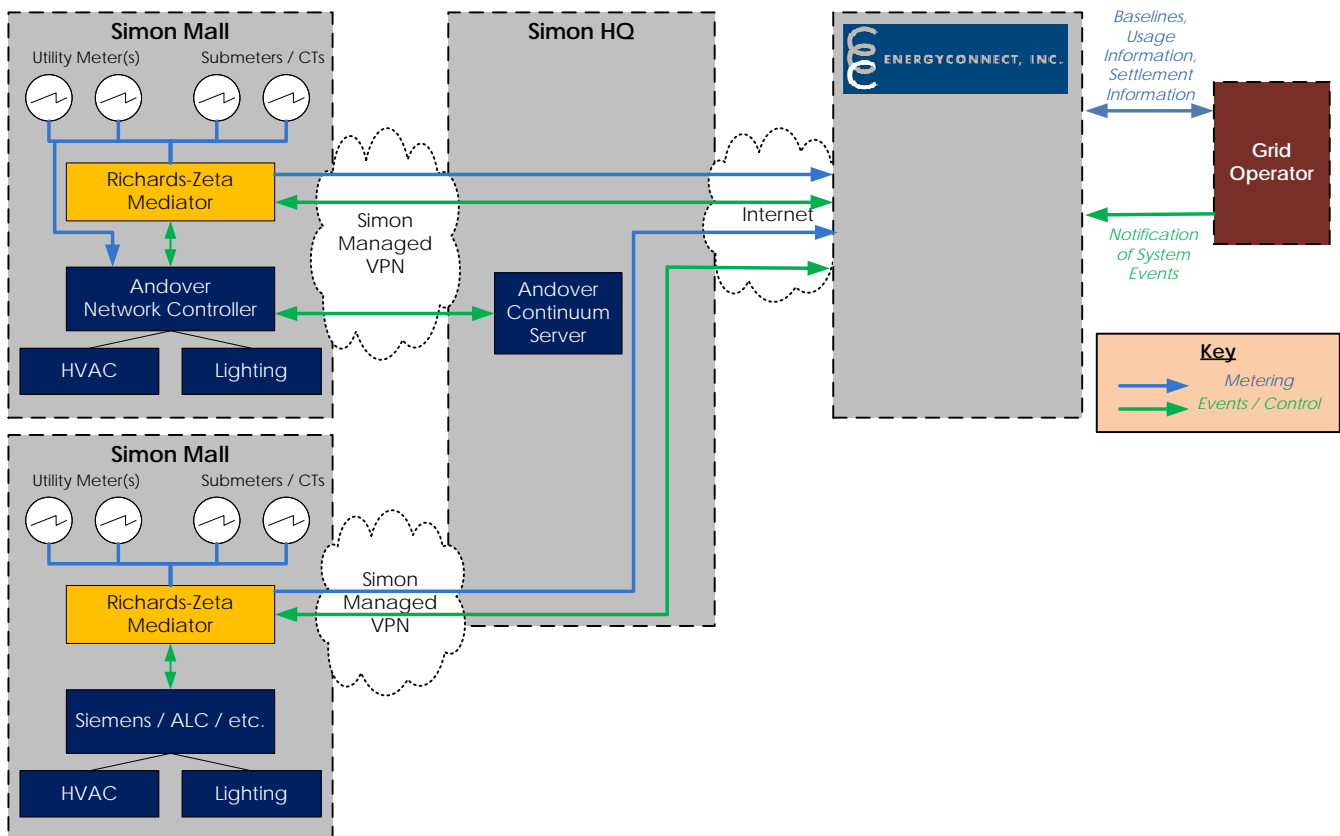 Simon Mall
Utility Meter(s)
Submeters / CTs
Richards-Zeta
Mediator
Andover
Network Controller
HVAC
Lighting
Simon
Managed
VPN
Simon HQ
Andover
Continuum
Server
Internet
ENERGYCONNECT, INC.
Baselines,
Usage
Information,
Settlement
Information
Grid
Operator
Notification
of System
Events
Key
Metering
Events / Control
Simon Mall
Utility Meter(s)
Submeters / CTs
Richards-Zeta
Mediator
Siemens / ALC / etc.
HVAC
Lighting
Simon
Managed
VPN